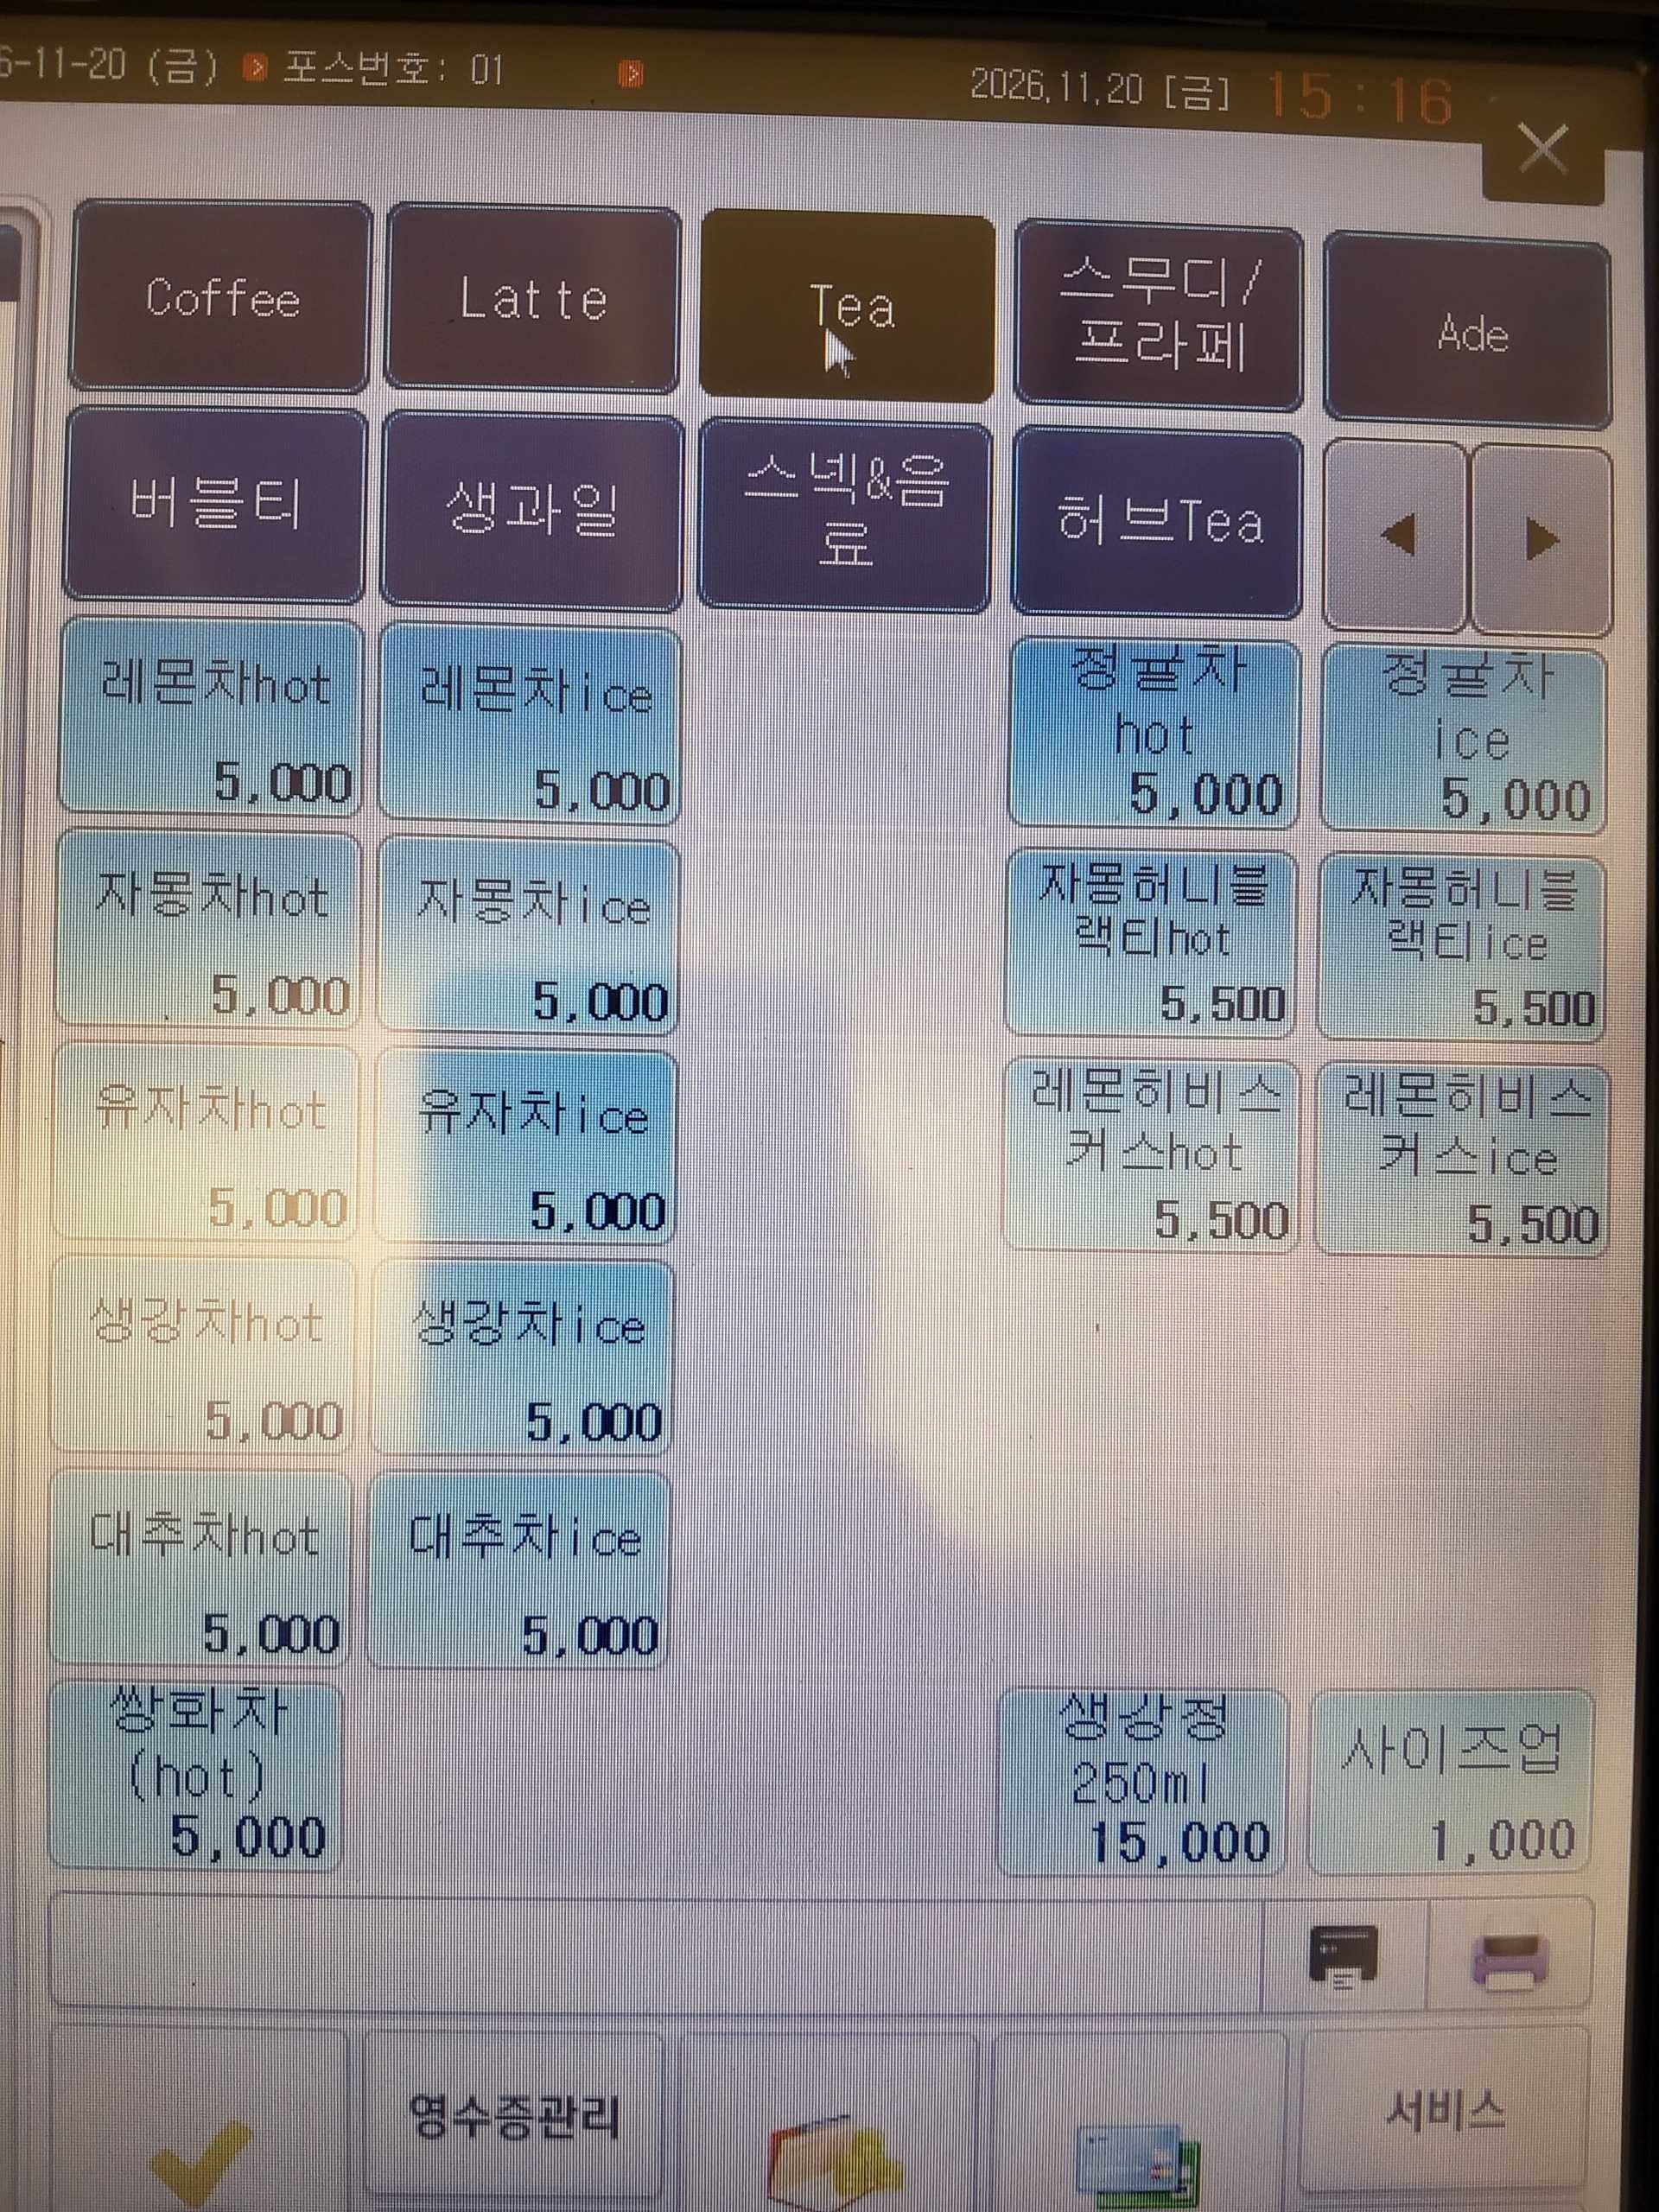 6-11-20 (금) 포스번호: 01 2026.11.20 [금] 15:16
Coffee
Latte
Tea
스무디/
프라페
Ade
버블티
생과일
스넥&음
료
허브Tea
레몬차hot
5,000
레몬차ice
5,000
정귤차
hot
5,000
정귤차
ice
5,000
자몽차hot
5,000
자몽차ice
5,000
자몽허니블
랙티hot
5,500
자몽허니블
랙티ice
5,500
유자차hot
5,000
유자차ice
5,000
레몬히비스
커스hot
5,500
레몬히비스
커스ice
5,500
생강차hot
5,000
생강차ice
5,000
대추차hot
5,000
대추차ice
5,000
쌍화차
(hot)
5,000
생강청
250ml
15,000
사이즈업
1,000
영수증관리
서비스